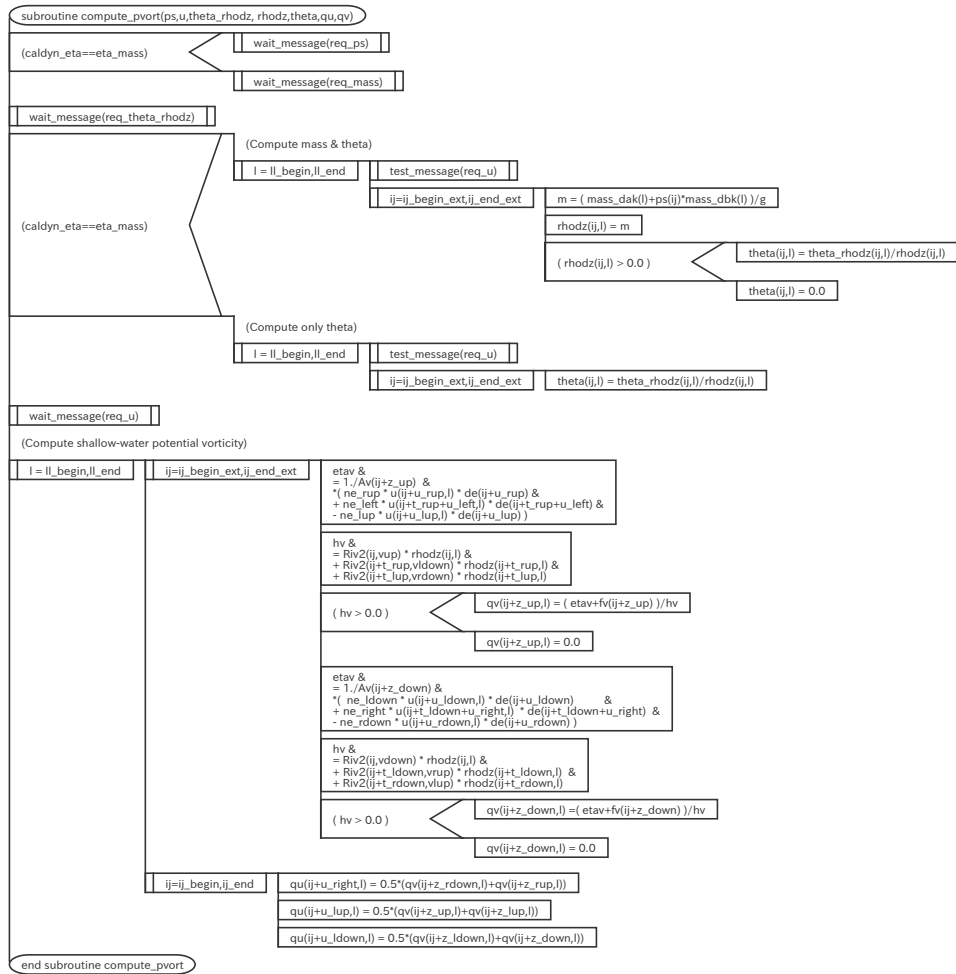 subroutine compute_pvort(ps,u,theta_rhodz, rhodz,theta,qu,qv)
(caldyn_eta==eta_mass)
wait_message(req_ps)
wait_message(req_mass)
wait_message(req_theta_rhodz)
(caldyn_eta==eta_mass)
(Compute mass & theta)
l = ll_begin,ll_end
test_message(req_u)
ij=ij_begin_ext,ij_end_ext
m = ( mass_dak(l)+ps(ij)*mass_dbk(l) )/g
rhodz(ij,l) = m
( rhodz(ij,l) > 0.0 )
theta(ij,l) = theta_rhodz(ij,l)/rhodz(ij,l)
theta(ij,l) = 0.0
(Compute only theta)
l = ll_begin,ll_end
test_message(req_u)
ij=ij_begin_ext,ij_end_ext
theta(ij,l) = theta_rhodz(ij,l)/rhodz(ij,l)
wait_message(req_u)
(Compute shallow-water potential vorticity)
l = ll_begin,ll_end
ij=ij_begin_ext,ij_end_ext
etav &
= 1./Av(ij+z_up) &
*( ne_rup * u(ij+u_rup,l) * de(ij+u_rup) &
+ ne_left * u(ij+t_rup+u_left,l) * de(ij+t_rup+u_left) &
- ne_lup * u(ij+u_lup,l) * de(ij+u_lup) )
hv &
= Riv2(ij,vup) * rhodz(ij,l) &
+ Riv2(ij+t_rup,vldown) * rhodz(ij+t_rup,l) &
+ Riv2(ij+t_lup,vrdown) * rhodz(ij+t_lup,l)
( hv > 0.0 )
qv(ij+z_up,l) = ( etav+fv(ij+z_up) )/hv
qv(ij+z_up,l) = 0.0
etav &
= 1./Av(ij+z_down) &
*( ne_ldown * u(ij+u_ldown,l) * de(ij+u_ldown) &
+ ne_right * u(ij+t_ldown+u_right,l) * de(ij+t_ldown+u_right) &
- ne_rdown * u(ij+u_rdown,l) * de(ij+u_rdown) )
hv &
= Riv2(ij,vdown) * rhodz(ij,l) &
+ Riv2(ij+t_ldown,vrup) * rhodz(ij+t_ldown,l) &
+ Riv2(ij+t_rdown,vlup) * rhodz(ij+t_rdown,l)
( hv > 0.0 )
qv(ij+z_down,l) =( etav+fv(ij+z_down) )/hv
qv(ij+z_down,l) = 0.0
ij=ij_begin,ij_end
qu(ij+u_right,l) = 0.5*(qv(ij+z_rdown,l)+qv(ij+z_rup,l))
qu(ij+u_lup,l) = 0.5*(qv(ij+z_up,l)+qv(ij+z_lup,l))
qu(ij+u_ldown,l) = 0.5*(qv(ij+z_ldown,l)+qv(ij+z_down,l))
end subroutine compute_pvort